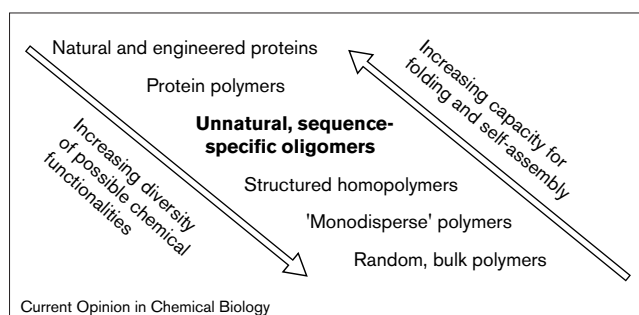 Natural and engineered proteins
Protein polymers
Unnatural, sequence-
specific oligomers
Structured homopolymers
'Monodisperse' polymers
Random, bulk polymers
Increasing diversity
of possible chemical
functionalities
Increasing capacity for
folding and self-assembly
Current Opinion in Chemical Biology